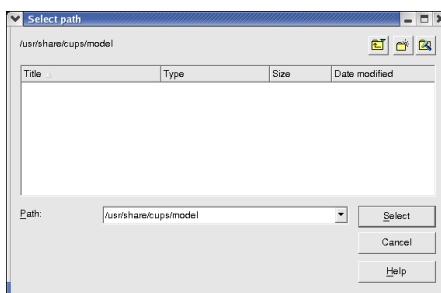 Select path
/usr/share/cups/model
Title Type Size Date modified
Path: /usr/share/cups/model Select
Cancel
Help